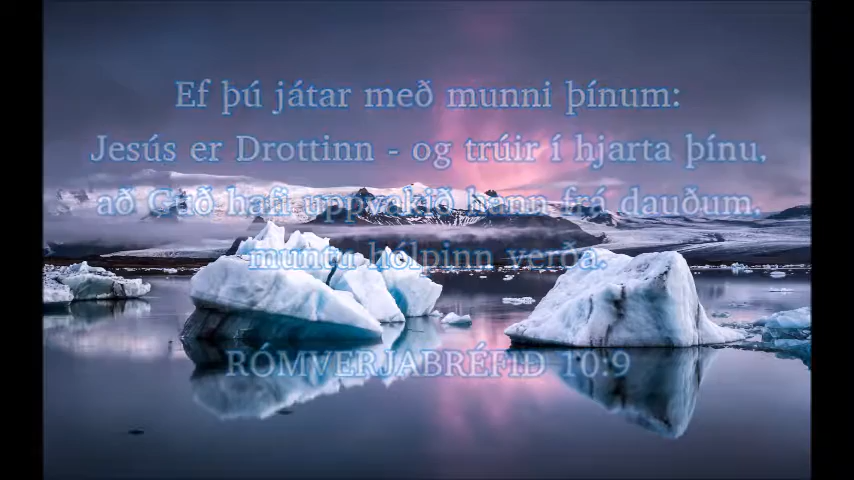 Ef þú játar með munni þínum:
Jesús er Drottinn - og trúir í hjarta þínu,
að Guð hafi uppvakið hann frá dauðum,
muntu hólpinn verða.
RÓMVERJABRÉFIÐ 10:9